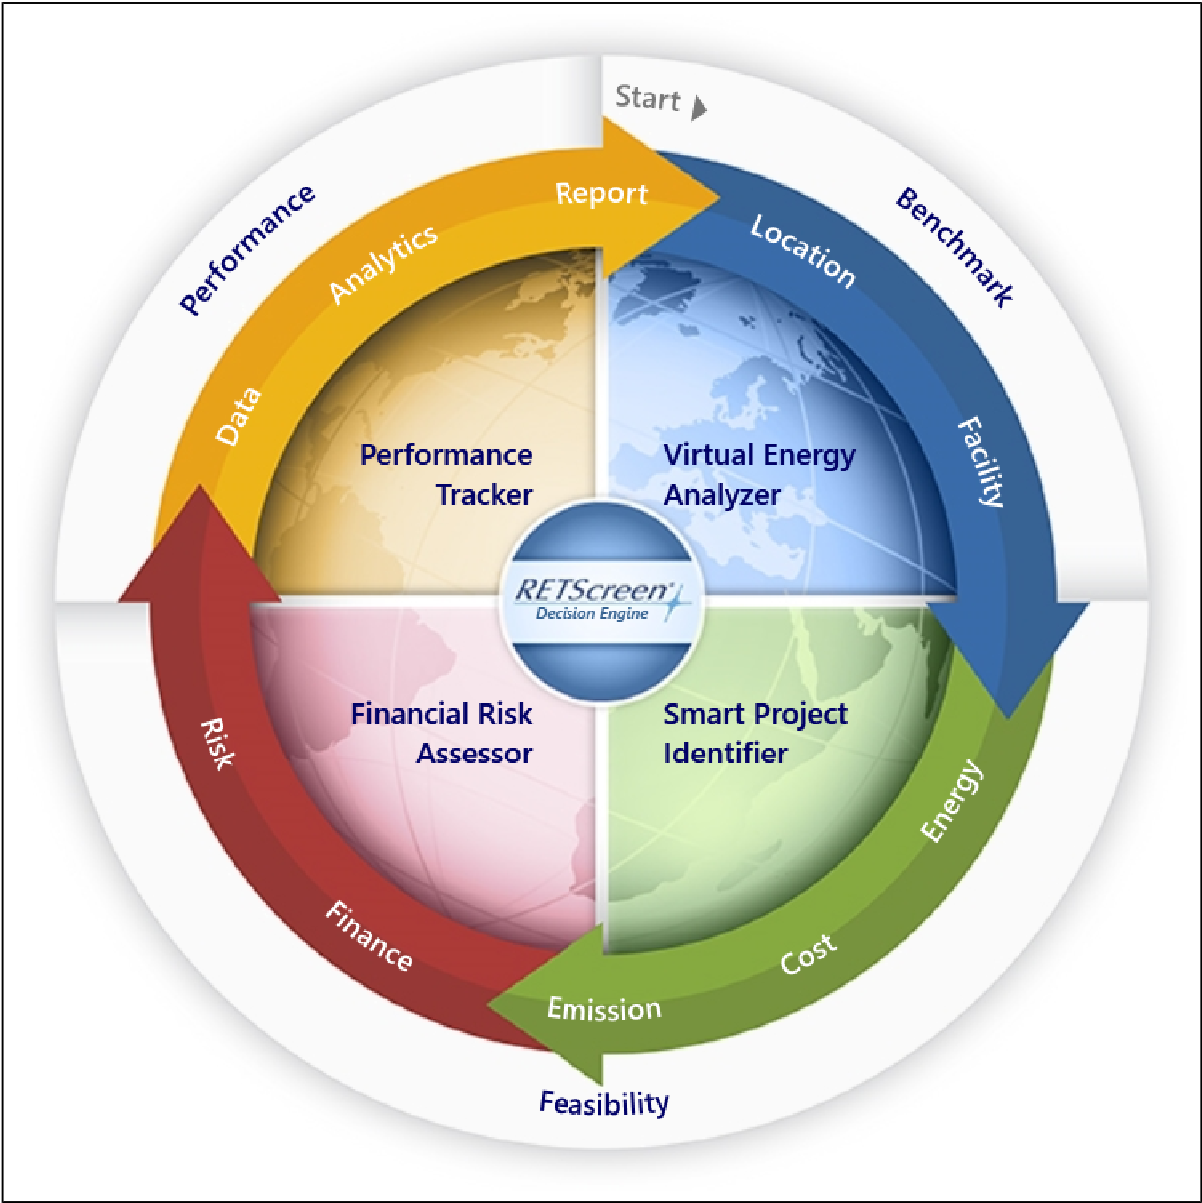 Start
Benchmark
Location
Facility
Energy
Cost
Emission
Feasibility
Finance
Risk
Data
Analytics
Report
Performance
Virtual Energy
Analyzer
Smart Project
Identifier
Financial Risk
Assessor
Performance
Tracker
RETScreen®
Decision Engine